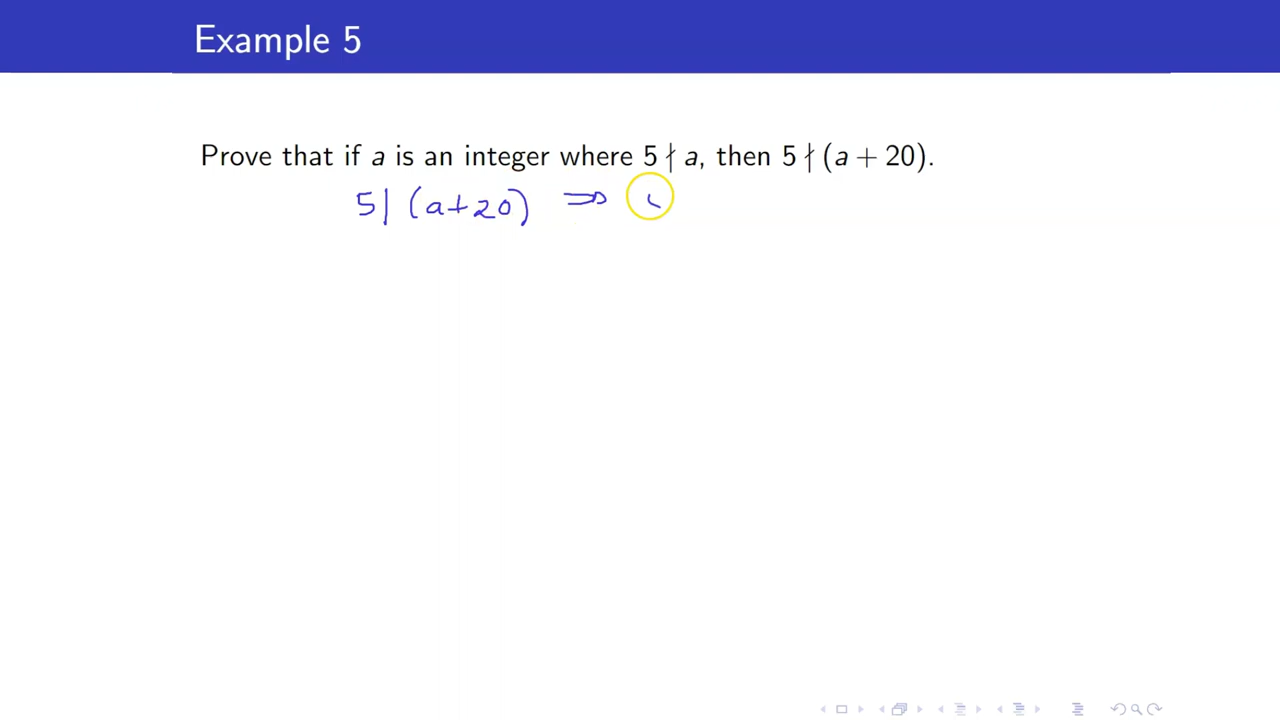 Example 5
Prove that if a is an integer where 5 ∤ a, then 5 ∤ (a + 20).
5 | (a+20) ⇒